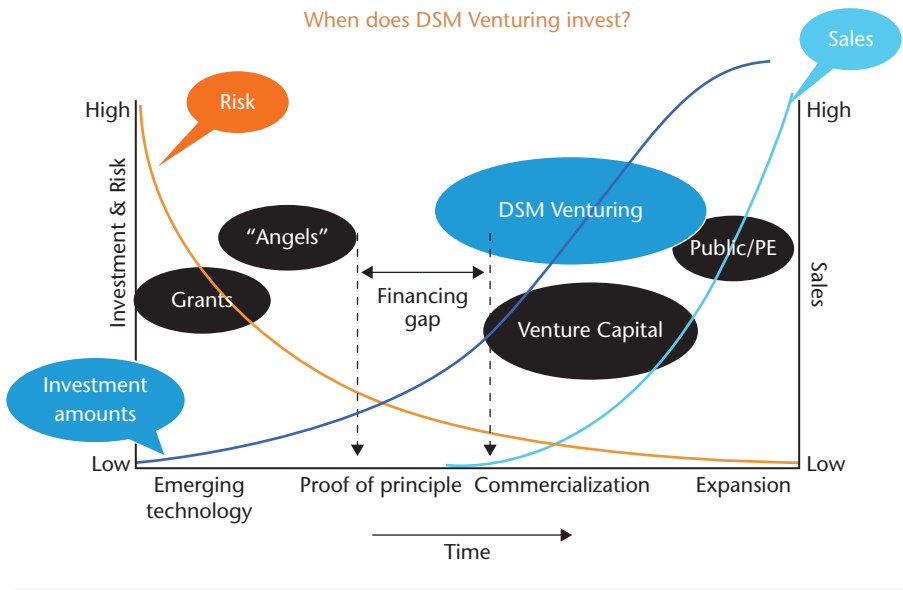 When does DSM Venturing invest?
Sales
High
Risk
High
Investment & Risk
DSM Venturing
"Angels"
Public/PE
Grants
Financing
gap
Sales
Venture Capital
Investment
amounts
Low
Low
Emerging
technology
Proof of principle
Commercialization
Expansion
Time